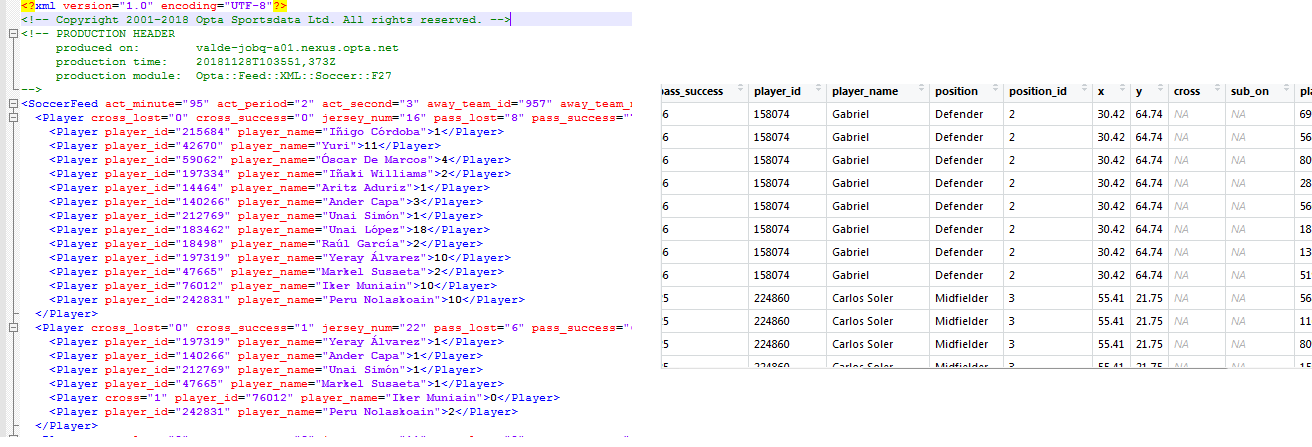 <?xml version="1.0" encoding="UTF-8"?>
<!-- Copyright 2001-2018 Opta Sportsdata Ltd. All rights reserved. -->
<!-- PRODUCTION HEADER
produced on: valde-jobq-a01.nexus.opta.net
production time: 20181128T103551,373Z
production module: Opta::Feed::XML::Soccer::F27
-->
<SoccerFeed act_minute="95" act_period="2" act_second="3" away_team_id="957" away_team_
<Player cross_lost="0" cross_success="0" jersey_num="16" pass_lost="8" pass_success="
<Player player_id="215684" player_name="Iñigo Córdoba">1</Player>
<Player player_id="42670" player_name="Yuri">11</Player>
<Player player_id="59062" player_name="Óscar De Marcos">4</Player>
<Player player_id="197334" player_name="Iñaki Williams">2</Player>
<Player player_id="14464" player_name="Aritz Aduriz">1</Player>
<Player player_id="140266" player_name="Ander Capa">3</Player>
<Player player_id="212769" player_name="Unai Simón">1</Player>
<Player player_id="183462" player_name="Unai López">18</Player>
<Player player_id="18498" player_name="Raúl García">2</Player>
<Player player_id="197319" player_name="Yeray Álvarez">10</Player>
<Player player_id="47665" player_name="Markel Susaeta">2</Player>
<Player player_id="76012" player_name="Iker Muniain">10</Player>
<Player player_id="242831" player_name="Peru Nolaskoain">10</Player>
</Player>
<Player cross_lost="0" cross_success="1" jersey_num="22" pass_lost="6" pass_success="
<Player player_id="197319" player_name="Yeray Álvarez">1</Player>
<Player player_id="140266" player_name="Ander Capa">1</Player>
<Player player_id="212769" player_name="Unai Simón">1</Player>
<Player player_id="47665" player_name="Markel Susaeta">1</Player>
<Player cross="1" player_id="76012" player_name="Iker Muniain">0</Player>
<Player player_id="242831" player_name="Peru Nolaskoain">2</Player>
</Player>
pass_success player_id player_name position position_id x y cross sub_on pla
6 158074 Gabriel Defender 2 30.42 64.74 NA NA 69
6 158074 Gabriel Defender 2 30.42 64.74 NA NA 56
6 158074 Gabriel Defender 2 30.42 64.74 NA NA 80
6 158074 Gabriel Defender 2 30.42 64.74 NA NA 28
6 158074 Gabriel Defender 2 30.42 64.74 NA NA 56
6 158074 Gabriel Defender 2 30.42 64.74 NA NA 18
6 158074 Gabriel Defender 2 30.42 64.74 NA NA 13
6 158074 Gabriel Defender 2 30.42 64.74 NA NA 51
5 224860 Carlos Soler Midfielder 3 55.41 21.75 NA NA 56
5 224860 Carlos Soler Midfielder 3 55.41 21.75 NA NA 11
5 224860 Carlos Soler Midfielder 3 55.41 21.75 NA NA 80
5 224860 Carlos Soler Midfielder 3 55.41 21.75 NA NA 15